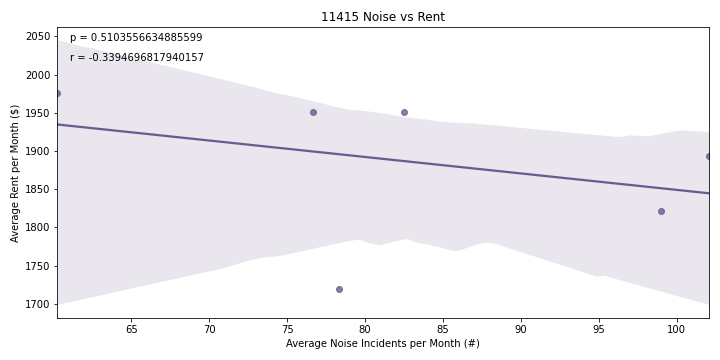 11415 Noise vs Rent
p = 0.5103556634885599
r = -0.3394696817940157
Average Rent per Month ($)
2050
2000
1950
1900
1850
1800
1750
1700
65 70 75 80 85 90 95 100
Average Noise Incidents per Month (#)